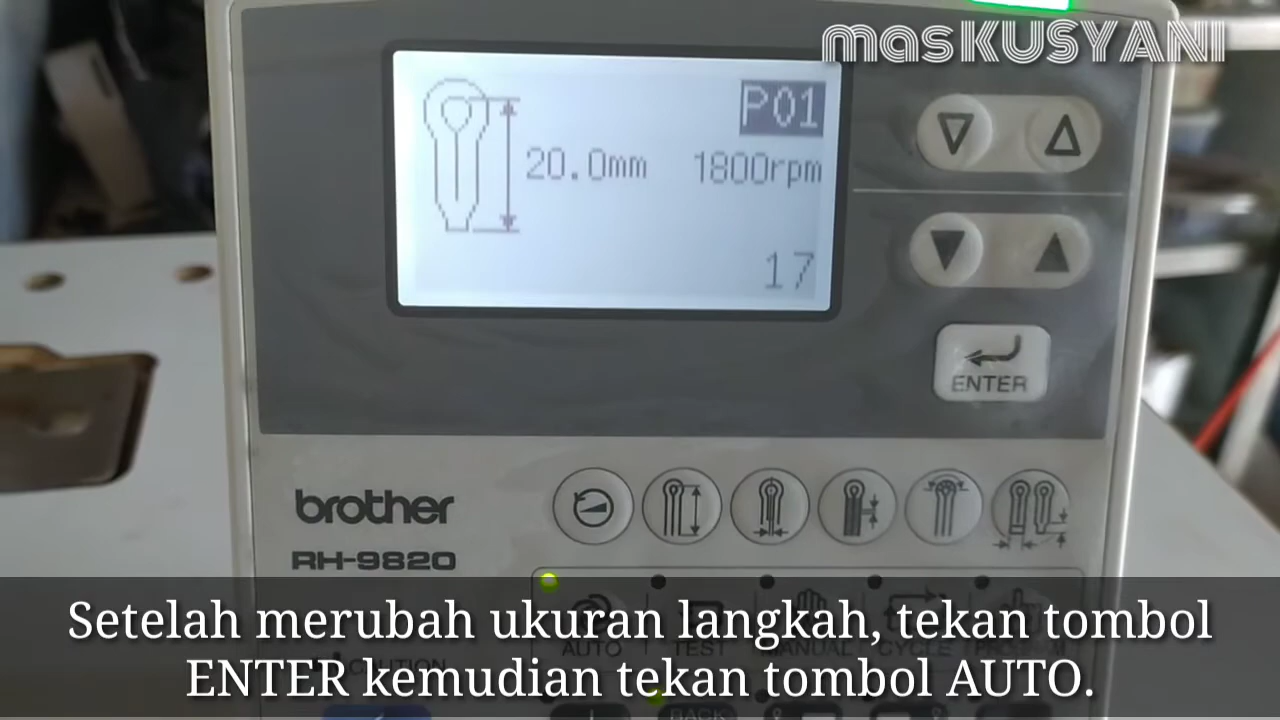 masKUSYANI
P01
20.0mm 1800rpm
17
ENTER
brother
RH-9820
AUTO TEST MANUAL CYCLE
CAUTION
BACK
Setelah merubah ukuran langkah, tekan tombol
ENTER kemudian tekan tombol AUTO.